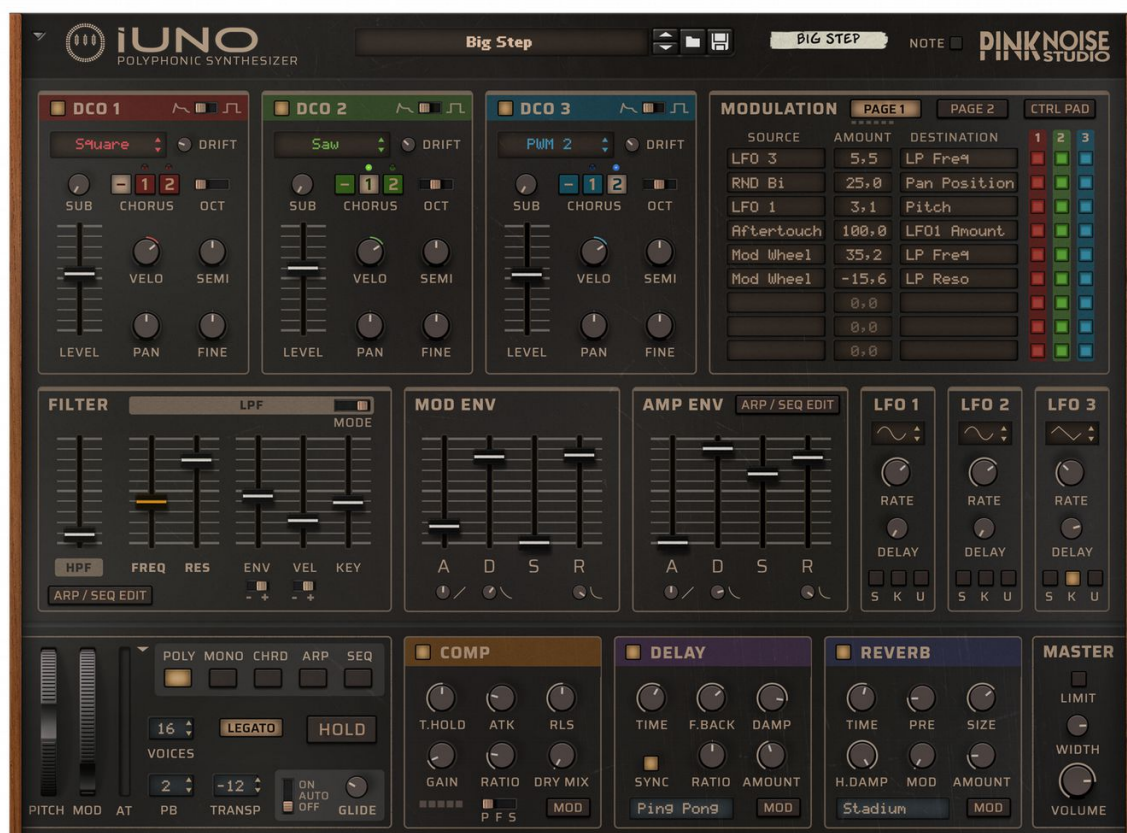 iUNO
POLYPHONIC SYNTHESIZER
Big Step
BIG STEP
NOTE
PINKNOISE
STUDIO
DCO 1
Square
DRIFT
SUB
- 1 2
CHORUS
OCT
VELO
SEMI
LEVEL
PAN
FINE
DCO 2
Saw
DRIFT
SUB
- 1 2
CHORUS
OCT
VELO
SEMI
LEVEL
PAN
FINE
DCO 3
PWM 2
DRIFT
SUB
- 1 2
CHORUS
OCT
VELO
SEMI
LEVEL
PAN
FINE
MODULATION PAGE 1 PAGE 2 CTRL PAD
SOURCE AMOUNT DESTINATION 1 2 3
LFO 3 5,5 LP Freq
RND Bi 25,0 Pan Position
LFO 1 3,1 Pitch
Aftertouch 100,0 LFO1 Amount
Mod Wheel 35,2 LP Freq
Mod Wheel -15,6 LP Reso
0,0
0,0
0,0
FILTER LPF
MODE
HPF FREQ RES ENV VEL KEY
- + - +
ARP / SEQ EDIT
MOD ENV
A D S R
AMP ENV ARP / SEQ EDIT
A D S R
LFO 1
RATE
DELAY
S K U
LFO 2
RATE
DELAY
S K U
LFO 3
RATE
DELAY
S K U
POLY MONO CHRD ARP SEQ
16 LEGATO HOLD
VOICES
2 -12
ON
AUTO
OFF
PITCH MOD AT PB TRANSP GLIDE
COMP
T.HOLD ATK RLS
GAIN RATIO DRY MIX
P F S MOD
DELAY
TIME F.BACK DAMP
SYNC RATIO AMOUNT
Ping Pong MOD
REVERB
TIME PRE SIZE
H.DAMP MOD AMOUNT
Stadium MOD
MASTER
LIMIT
WIDTH
VOLUME